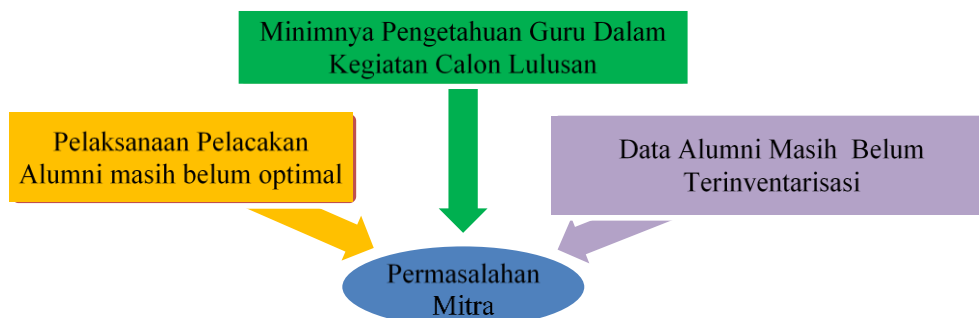 Minimnya Pengetahuan Guru Dalam
Kegiatan Calon Lulusan
Pelaksanaan Pelacakan
Alumni masih belum optimal
Data Alumni Masih Belum
Terinventarisasi
Permasalahan
Mitra